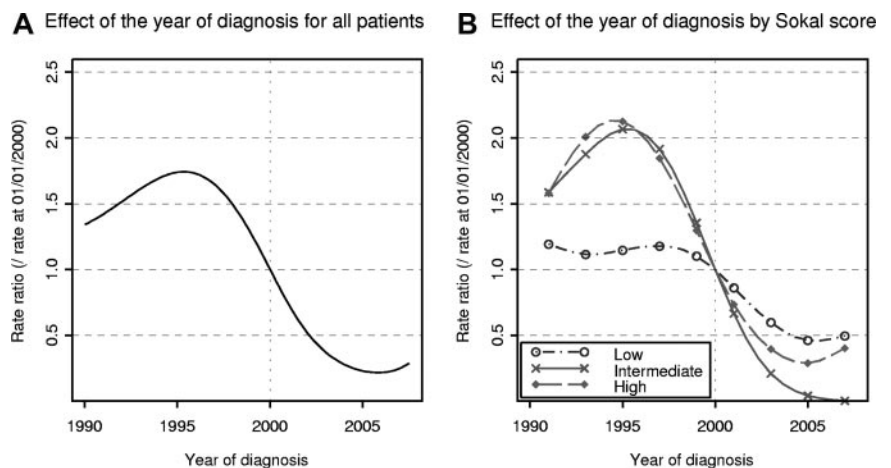 A Effect of the year of diagnosis for all patients
Rate ratio (/ rate at 01/01/2000)
2.5
2.0
1.5
1.0
0.5
1990 1995 2000 2005
Year of diagnosis
B Effect of the year of diagnosis by Sokal score
Rate ratio (/ rate at 01/01/2000)
2.5
2.0
1.5
1.0
0.5
Low
Intermediate
High
1990 1995 2000 2005
Year of diagnosis